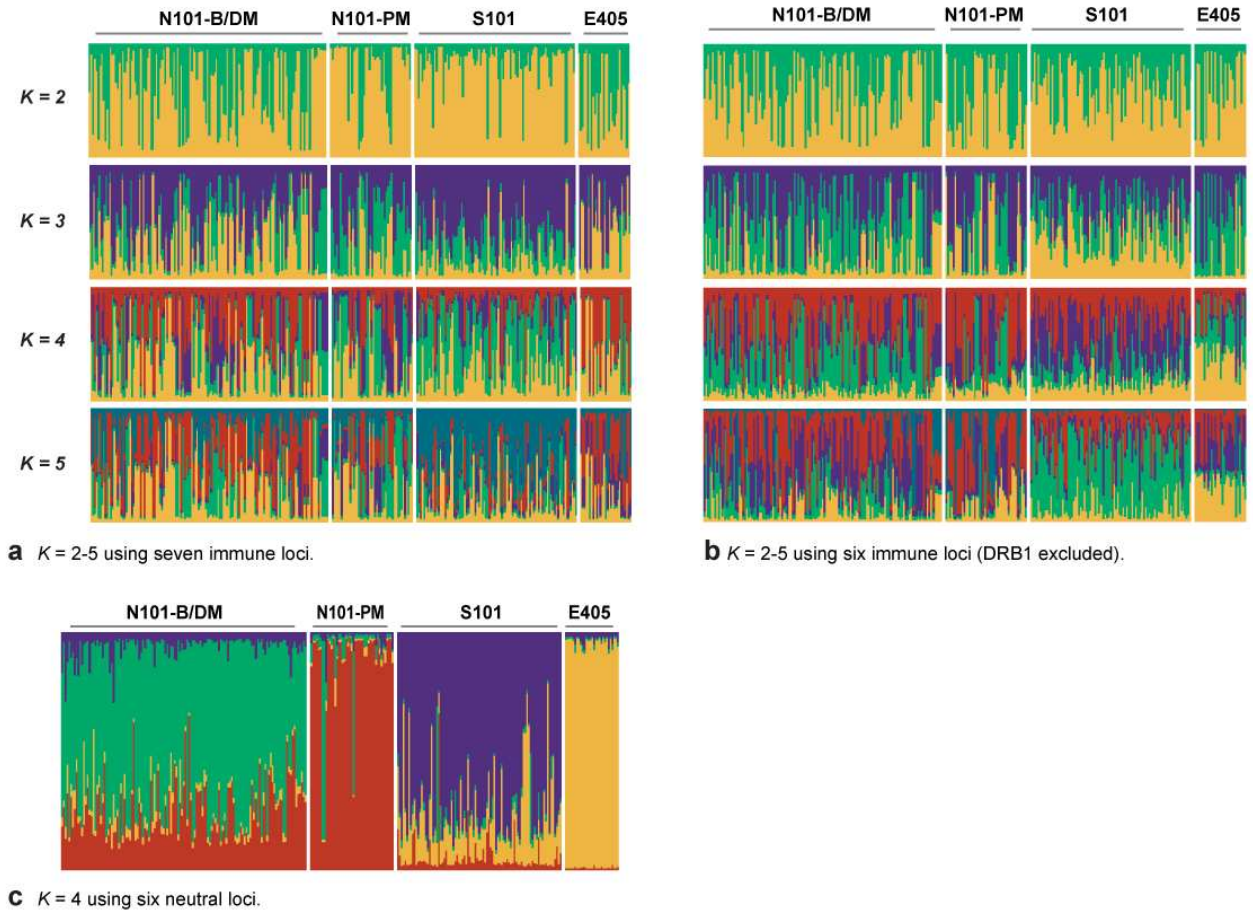 N101-B/DM N101-PM S101 E405
K = 2
K = 3
K = 4
K = 5
a K = 2-5 using seven immune loci.
N101-B/DM N101-PM S101 E405
b K = 2-5 using six immune loci (DRB1 excluded).
N101-B/DM N101-PM S101 E405
c K = 4 using six neutral loci.